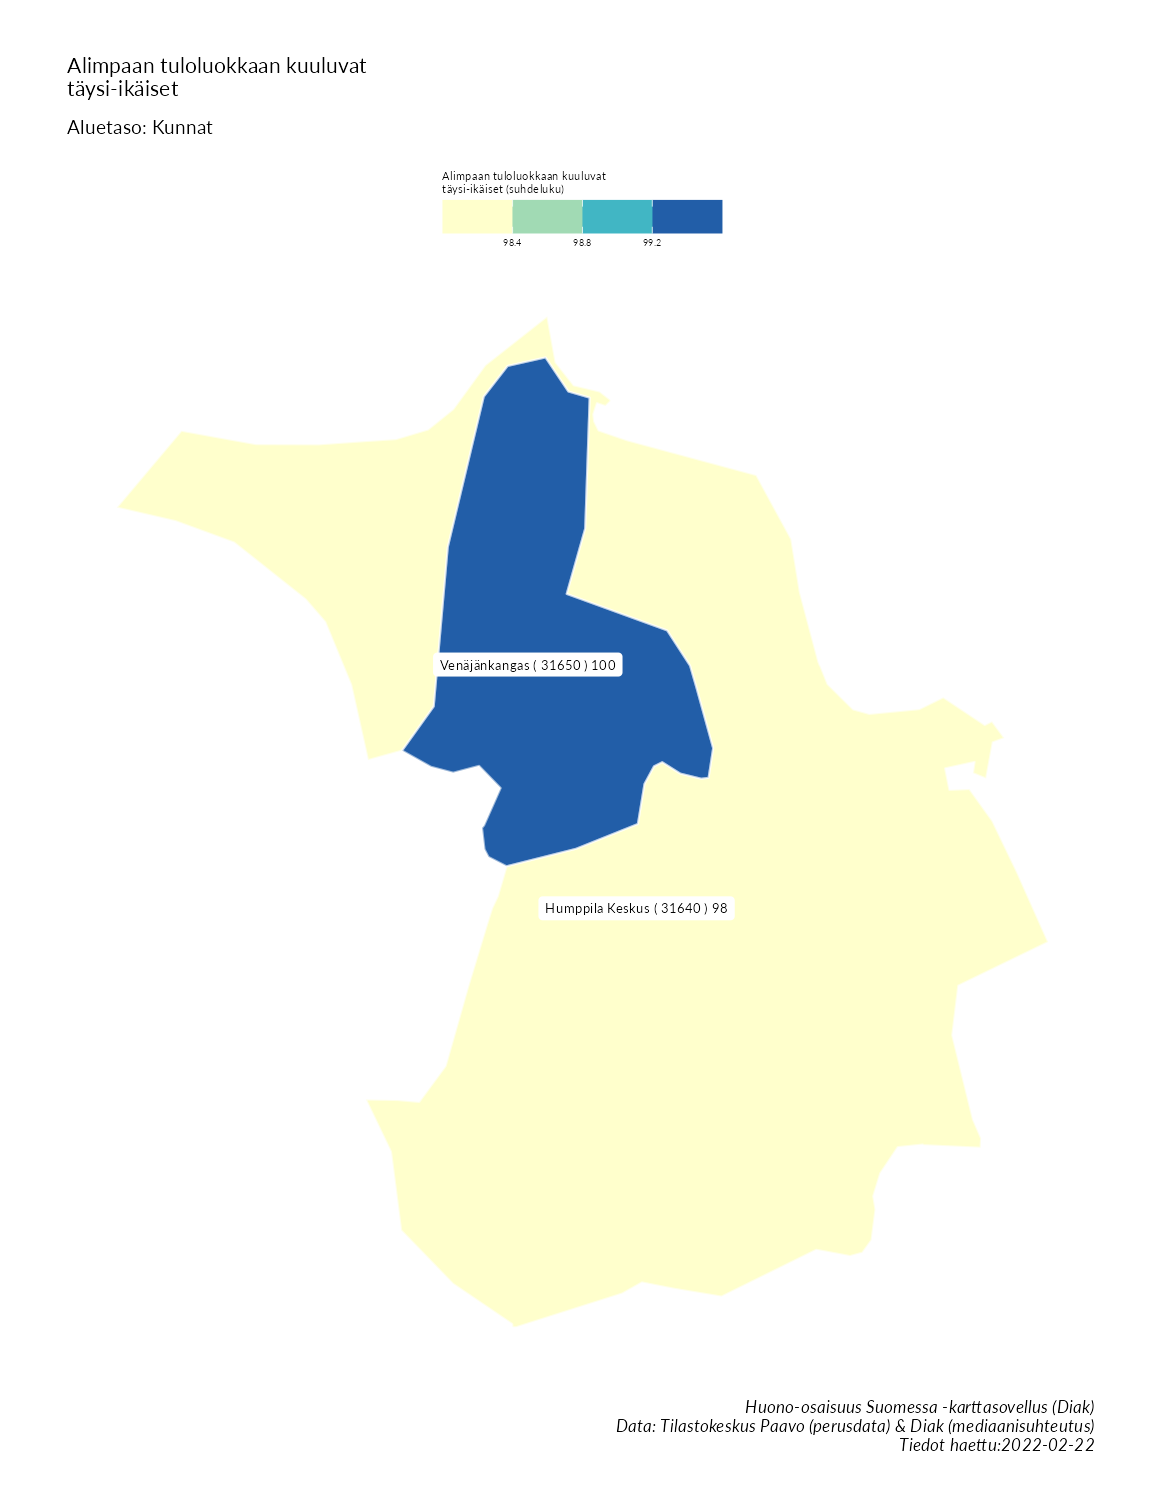 Alimpaan tuloluokkaan kuuluvat
täysi-ikäiset
Aluetaso: Kunnat
Alimpaan tuloluokkaan kuuluvat
täysi-ikäiset (suhdeluku)
98.4 98.8 99.2
Venäjänkangas ( 31650 ) 100
Humppila Keskus ( 31640 ) 98
Huono-osaisuus Suomessa -karttasovellus (Diak)
Data: Tilastokeskus Paavo (perusdata) & Diak (mediaanisuhteutus)
Tiedot haettu:2022-02-22